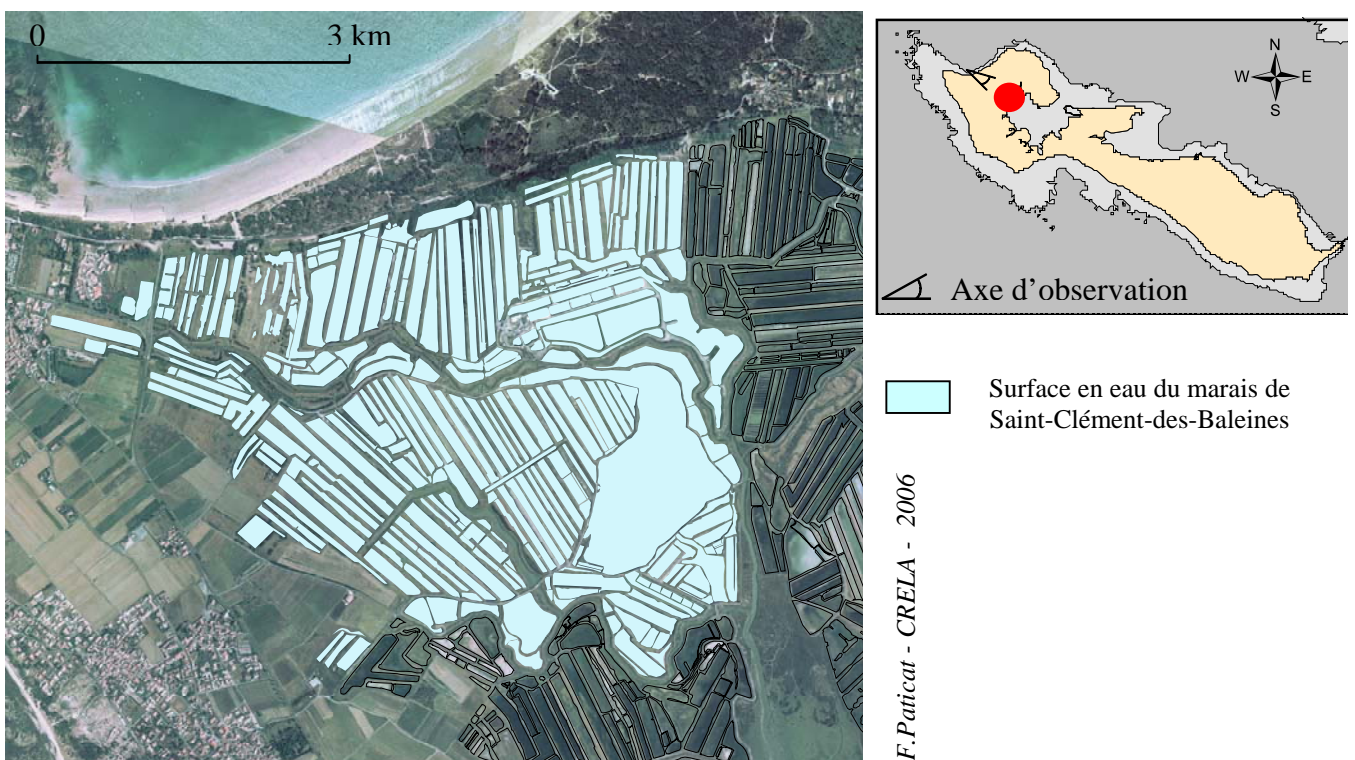 0 3 km
N
W E
S
Axe d'observation
Surface en eau du marais de
Saint-Clément-des-Baleines
F.Paticat - CRELA - 2006